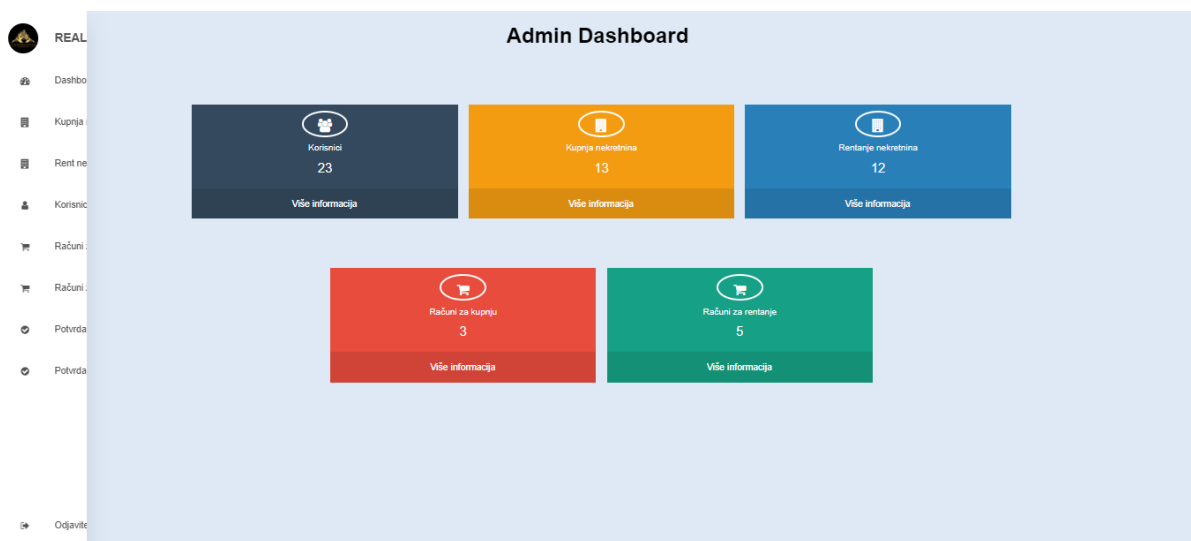 REAL
Dashbo
Kupnja
Rent ne
Korisnic
Računi
Računi
Potvrda
Potvrda
Odjavite
Admin Dashboard
Korisnici
23
Više informacija
Kupnja nekretnina
13
Više informacija
Rentanje nekretnina
12
Više informacija
Računi za kupnju
3
Više informacija
Računi za rentanje
5
Više informacija